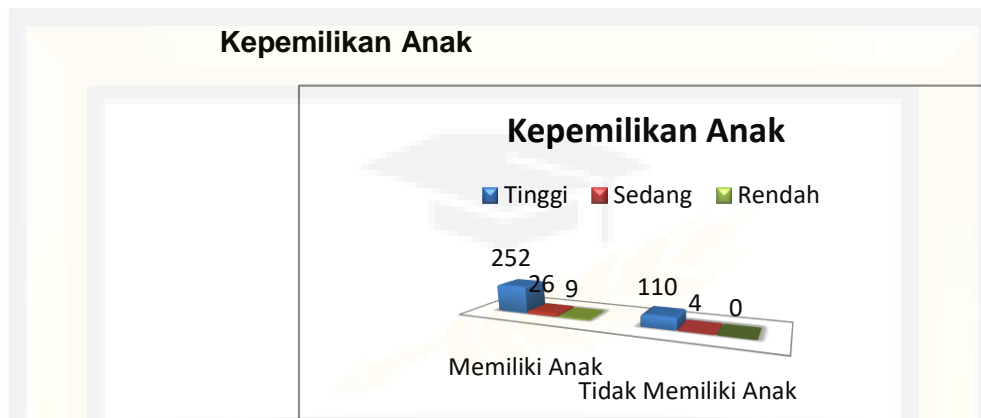 Kepemilikan Anak
Kepemilikan Anak
Tinggi Sedang Rendah
252 26 9 110 4 0
Memiliki Anak
Tidak Memiliki Anak